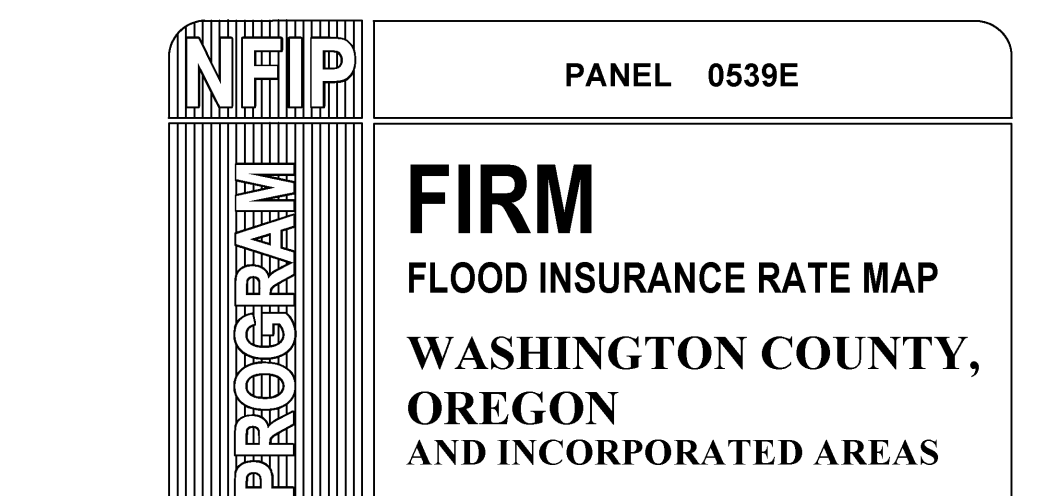 NFIP
PANEL 0539E
PROGRAM
FIRM
FLOOD INSURANCE RATE MAP
WASHINGTON COUNTY,
OREGON
AND INCORPORATED AREAS